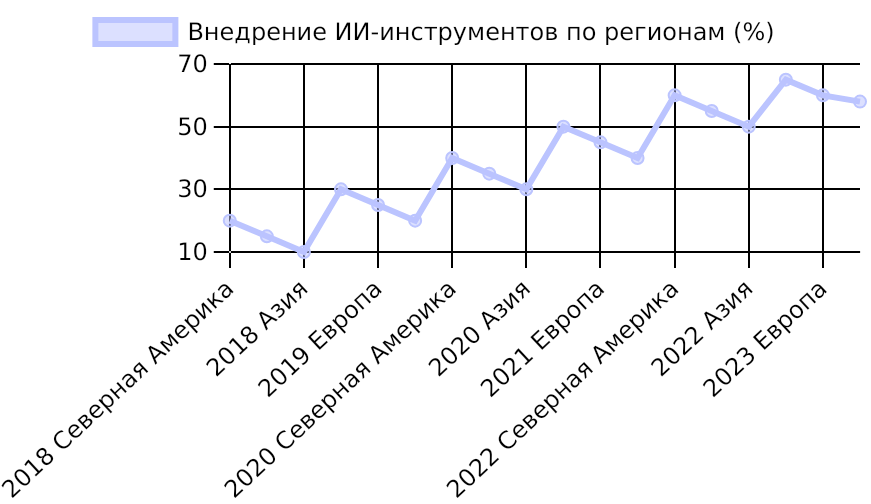 Внедрение ИИ-инструментов по регионам (%)
70
50
30
10
2018 Северная Америка
2018 Азия
2019 Европа
2020 Северная Америка
2020 Азия
2021 Европа
2022 Северная Америка
2022 Азия
2023 Европа